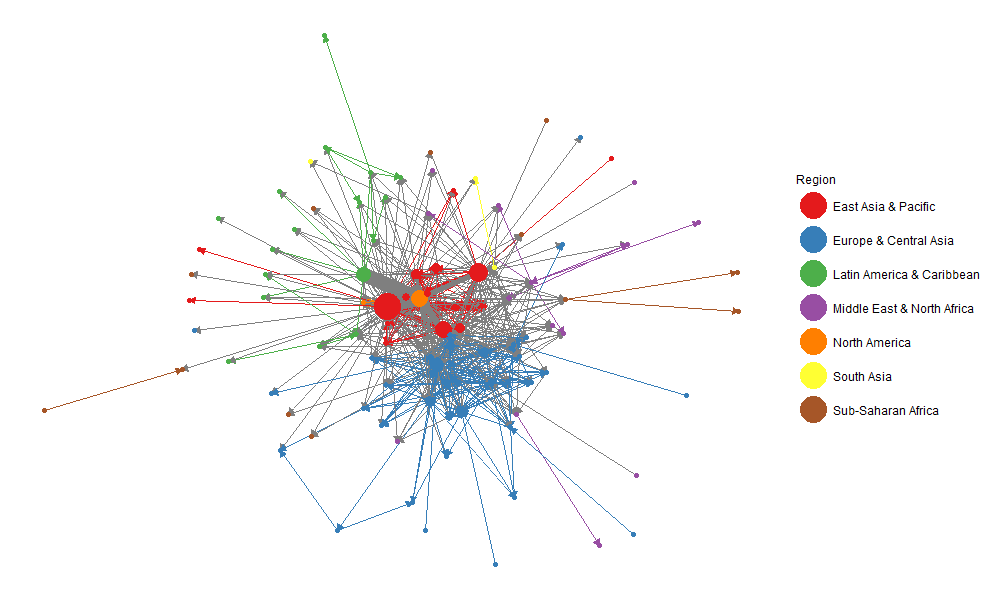 Region
East Asia & Pacific
Europe & Central Asia
Latin America & Caribbean
Middle East & North Africa
North America
South Asia
Sub-Saharan Africa